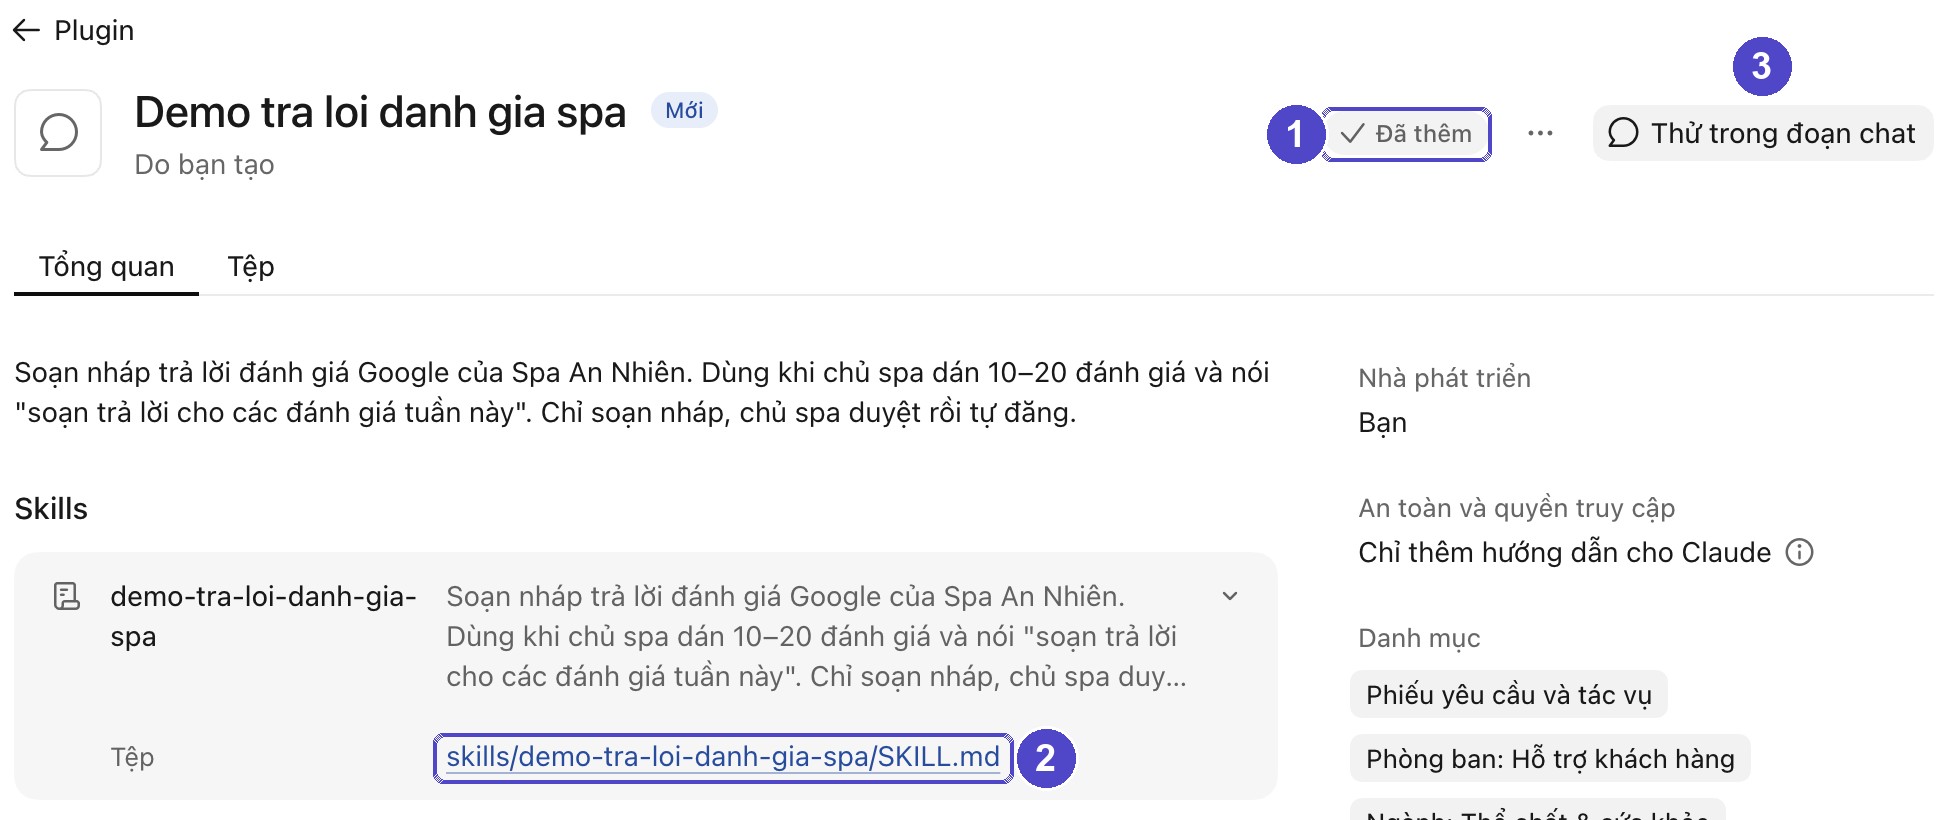 Plugin
Demo tra loi danh gia spa
Mới
Do bạn tạo
1
Đã thêm
3
Thử trong đoạn chat
Tổng quan
Tệp
Soạn nháp trả lời đánh giá Google của Spa An Nhiên. Dùng khi chủ spa dán 10–20 đánh giá và nói
"soạn trả lời cho các đánh giá tuần này". Chỉ soạn nháp, chủ spa duyệt rồi tự đăng.
Skills
demo-tra-loi-danh-gia-
spa
Soạn nháp trả lời đánh giá Google của Spa An Nhiên.
Dùng khi chủ spa dán 10–20 đánh giá và nói "soạn trả lời
cho các đánh giá tuần này". Chỉ soạn nháp, chủ spa duy...
Tệp
skills/demo-tra-loi-danh-gia-spa/SKILL.md
2
Nhà phát triển
Bạn
An toàn và quyền truy cập
Chỉ thêm hướng dẫn cho Claude
Danh mục
Phiếu yêu cầu và tác vụ
Phòng ban: Hỗ trợ khách hàng
Ngành: Thể chất & sức khỏe